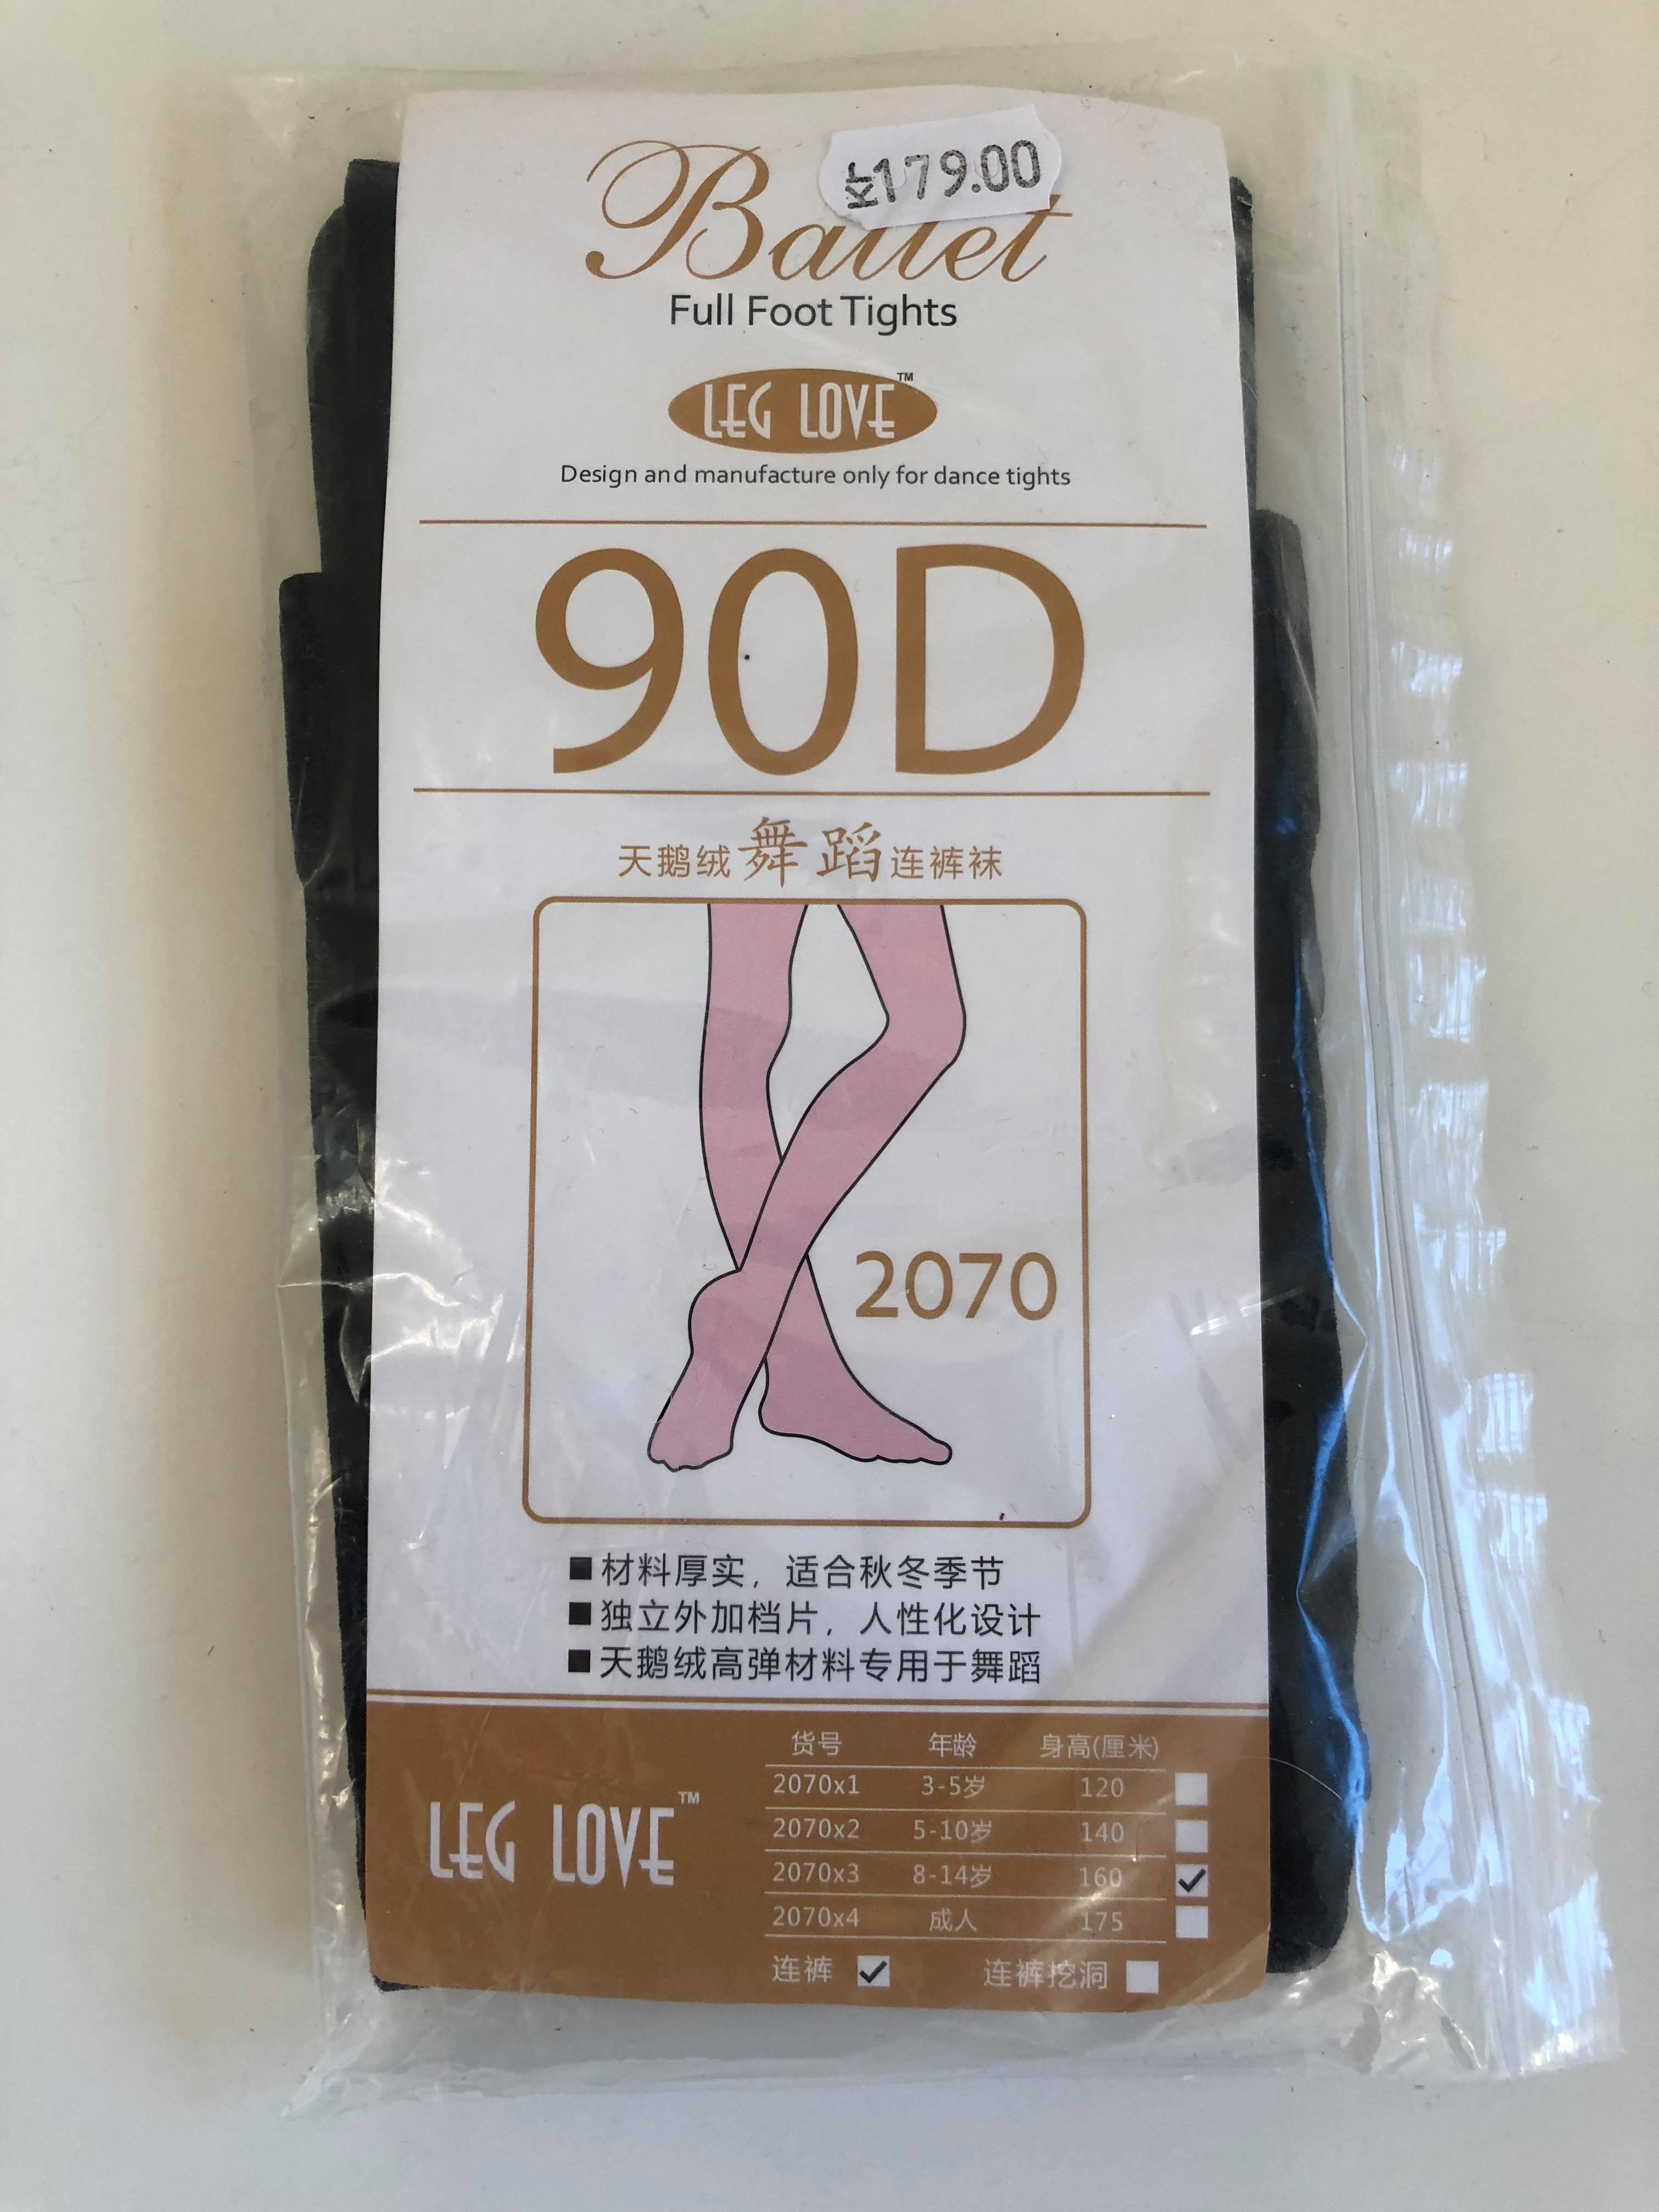 Kr179.00
Ballet
Full Foot Tights
LEG LOVE™
Design and manufacture only for dance tights
90D
天鹅绒舞蹈连裤袜
2070
■材料厚实，适合秋冬季节
■独立外加档片，人性化设计
■天鹅绒高弹材料专用于舞蹈
LEG LOVE™
货号 年龄 身高(厘米)
2070x1 3-5岁 120
2070x2 5-10岁 140
2070x3 8-14岁 160
2070x4 成人 175
连裤 连裤挖洞